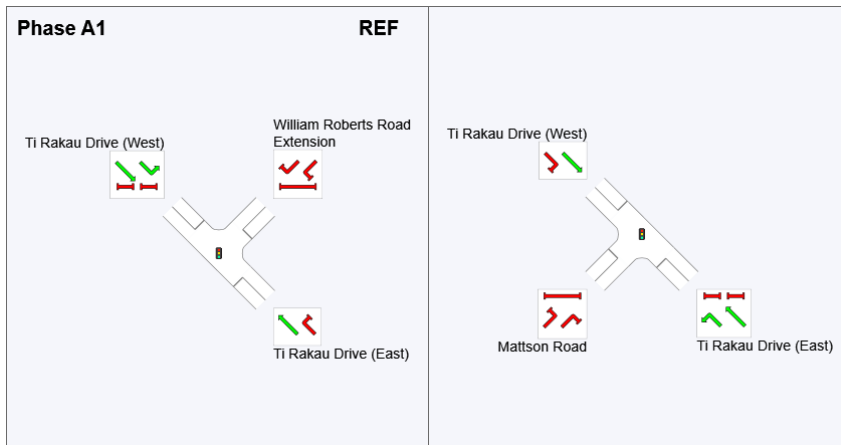 Phase A1
REF
Ti Rakau Drive (West)
William Roberts Road
Extension
Ti Rakau Drive (East)
Ti Rakau Drive (West)
Mattson Road
Ti Rakau Drive (East)